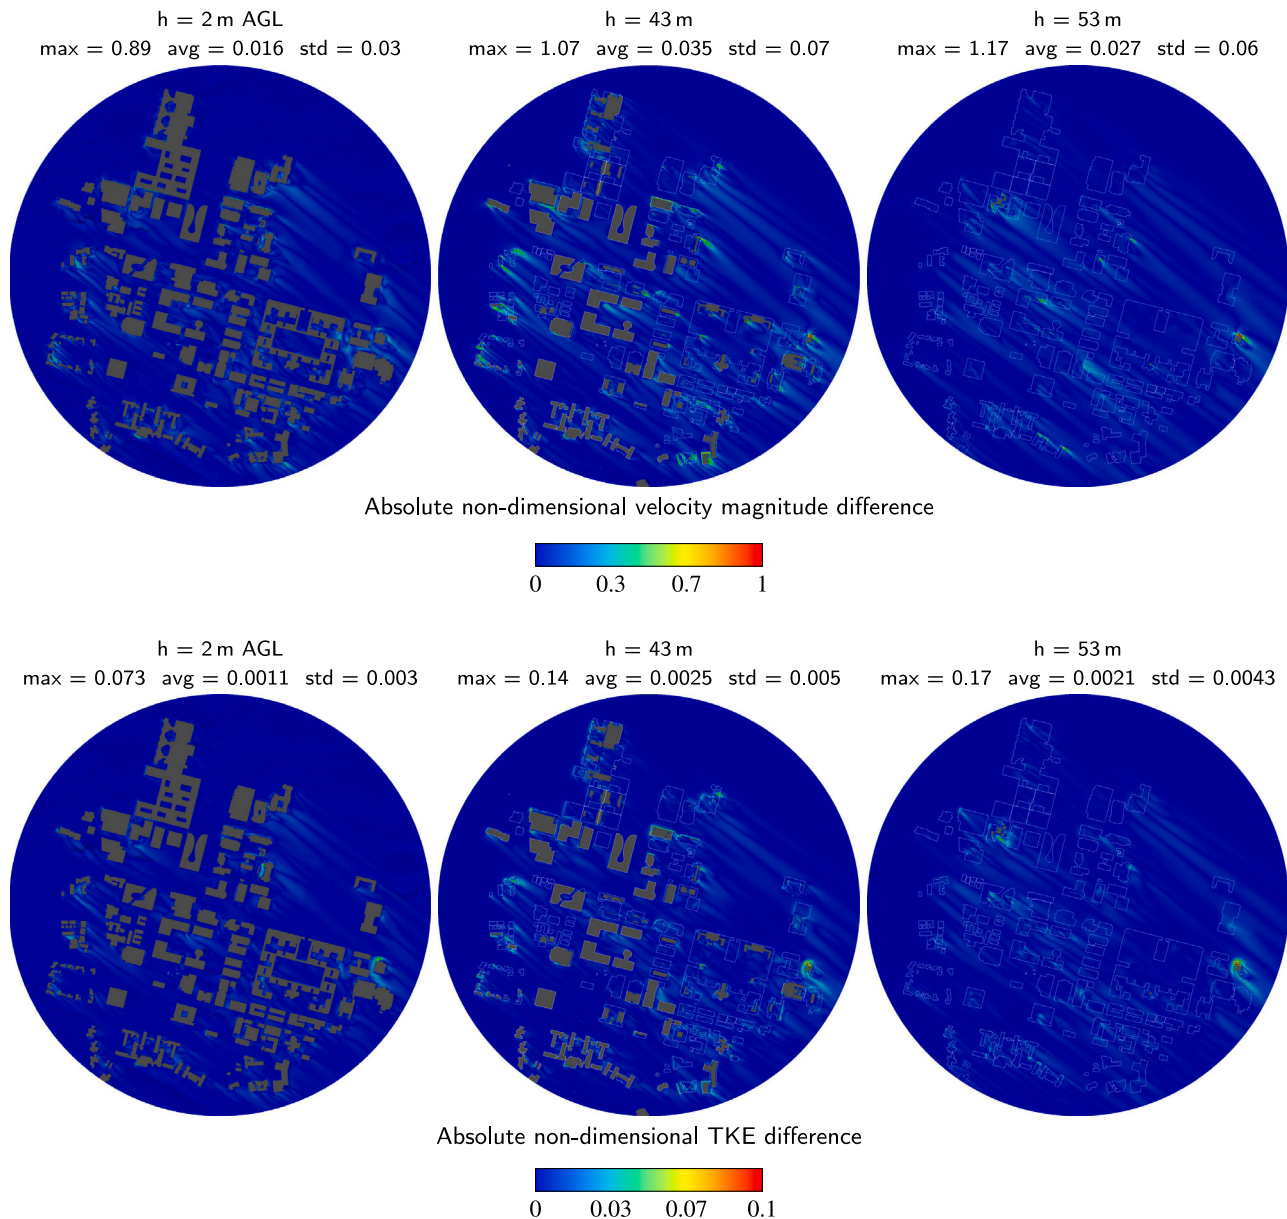 h = 2 m AGL
max = 0.89 avg = 0.016 std = 0.03
h = 43 m
max = 1.07 avg = 0.035 std = 0.07
h = 53 m
max = 1.17 avg = 0.027 std = 0.06
Absolute non-dimensional velocity magnitude difference
0 0.3 0.7 1
h = 2 m AGL
max = 0.073 avg = 0.0011 std = 0.003
h = 43 m
max = 0.14 avg = 0.0025 std = 0.005
h = 53 m
max = 0.17 avg = 0.0021 std = 0.0043
Absolute non-dimensional TKE difference
0 0.03 0.07 0.1